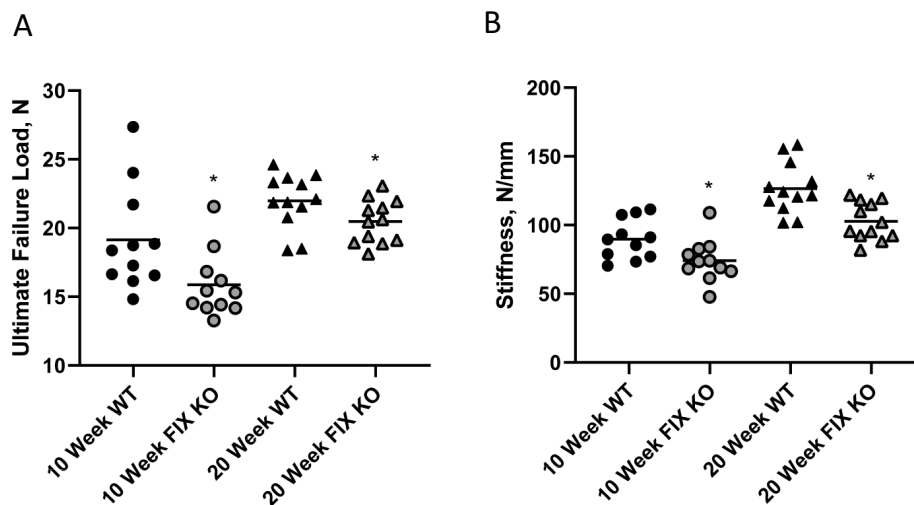 A
Ultimate Failure Load, N
30
25
20
15
10
*
*
10 Week WT
10 Week FIX KO
20 Week WT
20 Week FIX KO
B
Stiffness, N/mm
200
150
100
50
0
*
*
10 Week WT
10 Week FIX KO
20 Week WT
20 Week FIX KO